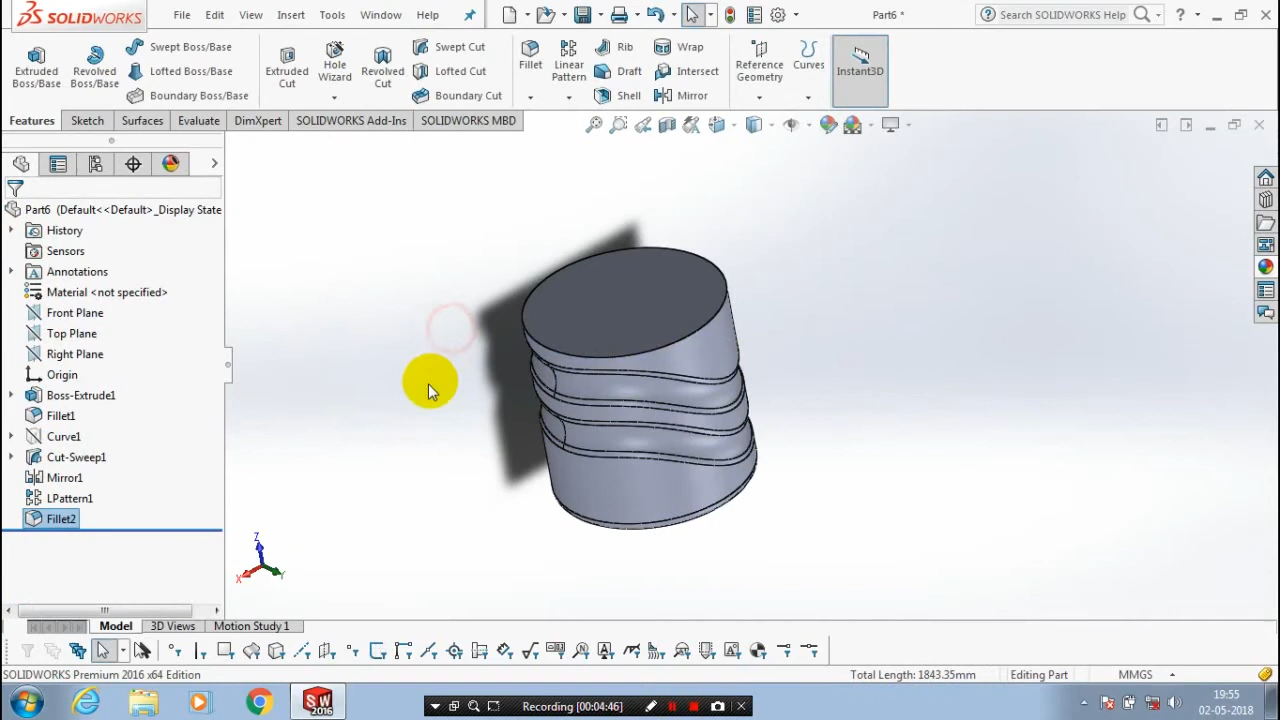 SOLIDWORKS File Edit View Insert Tools Window Help Part6 * Search SOLIDWORKS Help
Extruded Boss/Base
Revolved Boss/Base
Swept Boss/Base
Lofted Boss/Base
Boundary Boss/Base
Extruded Cut
Hole Wizard
Revolved Cut
Swept Cut
Lofted Cut
Boundary Cut
Fillet
Linear Pattern
Rib
Draft
Shell
Wrap
Intersect
Mirror
Reference Geometry
Curves
Instant3D
Features Sketch Surfaces Evaluate DimXpert SOLIDWORKS Add-Ins SOLIDWORKS MBD
Part6 (Default<<Default>_Display State
History
Sensors
Annotations
Material <not specified>
Front Plane
Top Plane
Right Plane
Origin
Boss-Extrude1
Fillet1
Curve1
Cut-Sweep1
Mirror1
LPattern1
Fillet2
Z
X Y
Model 3D Views Motion Study 1
SOLIDWORKS Premium 2016 x64 Edition Total Length: 1843.35mm Editing Part MMGS
SW 2016
Recording [00:04:46]
19:55
02-05-2018